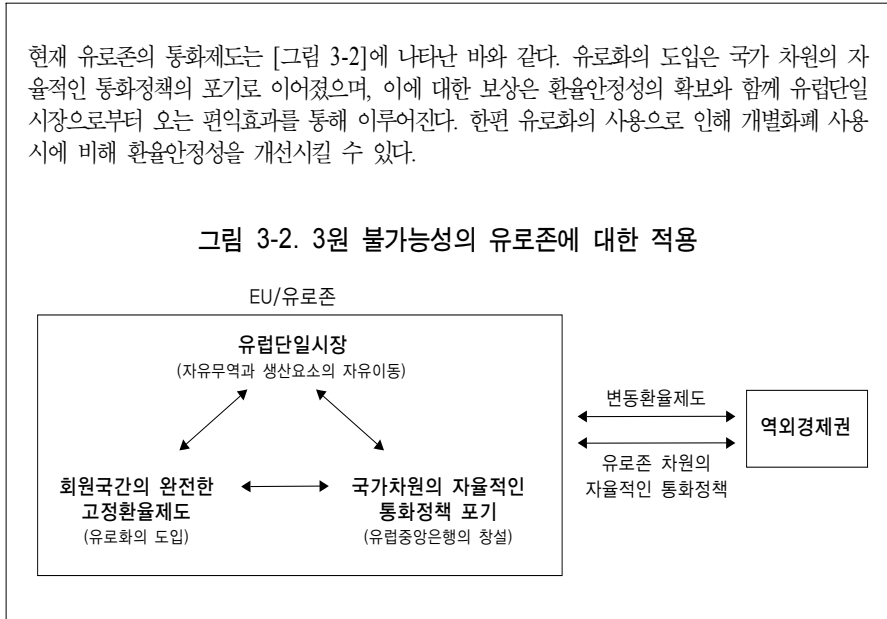 현재 유로존의 통화제도는 [그림 3-2]에 나타난 바와 같다. 유로화의 도입은 국가 차원의 자
율적인 통화정책의 포기로 이어졌으며, 이에 대한 보상은 환율안정성의 확보와 함께 유럽단일
시장으로부터 오는 편익효과를 통해 이루어진다. 한편 유로화의 사용으로 인해 개별화폐 사용
시에 비해 환율안정성을 개선시킬 수 있다.
그림 3-2. 3원 불가능성의 유로존에 대한 적용
EU/유로존
유럽단일시장
(자유무역과 생산요소의 자유이동)
회원국간의 완전한
고정환율제도
(유로화의 도입)
국가차원의 자율적인
통화정책 포기
(유럽중앙은행의 창설)
변동환율제도
유로존 차원의
자율적인 통화정책
역외경제권